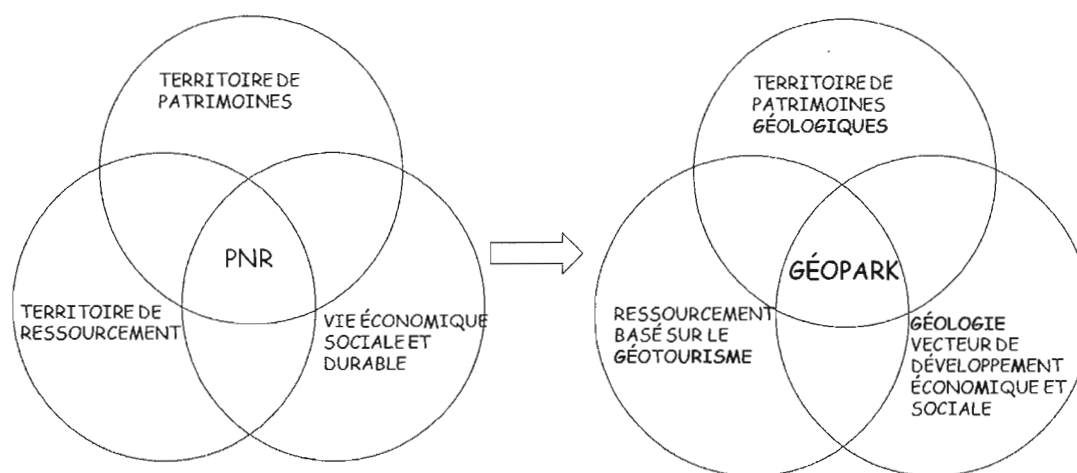 TERRITOIRE DE
PATRIMOINES
PNR
TERRITOIRE DE
RESSOURCEMENT
VIE ÉCONOMIQUE
SOCIALE ET
DURABLE
TERRITOIRE DE
PATRIMOINES
GÉOLOGIQUES
GÉOPARK
RESSOURCEMENT
BASÉ SUR LE
GÉOTOURISME
GÉOLOGIE
VECTEUR DE
DÉVELOPPEMENT
ÉCONOMIQUE ET
SOCIALE